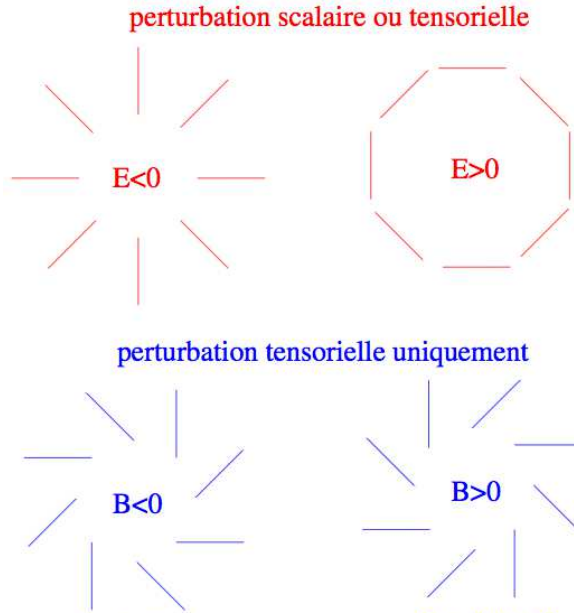 perturbation scalaire ou tensorielle
E<0
E>0
perturbation tensorielle uniquement
B<0
B>0